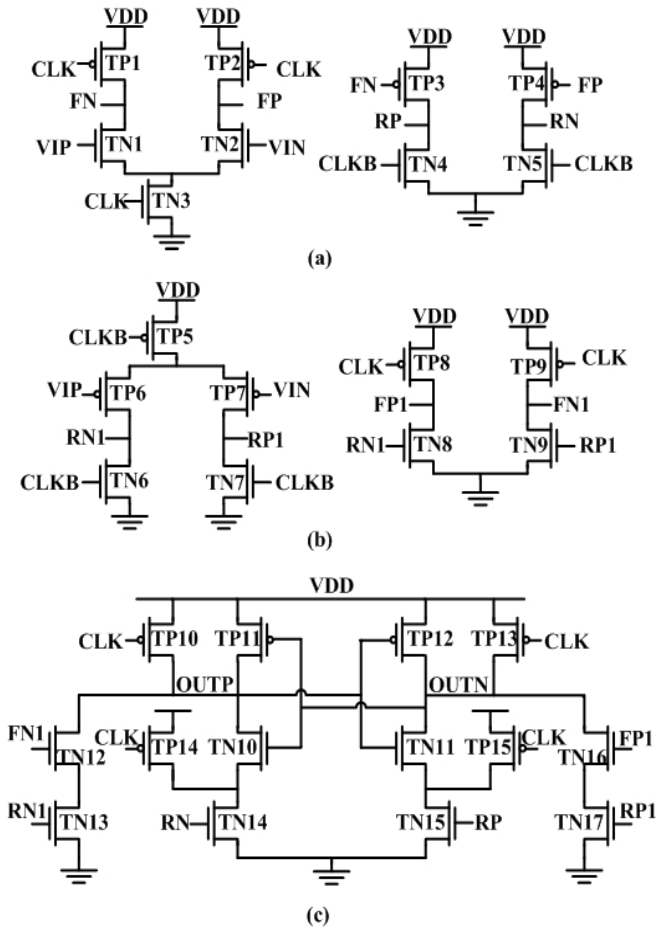 VDD VDD
CLK TP1 TP2 CLK
FN FP
VIP TN1 TN2 VIN
CLK TN3
VDD VDD
FN TP3 TP4 FP
RP RN
CLKB TN4 TN5 CLKB
(a)
VDD
CLKB TP5
VIP TP6 TP7 VIN
RN1 RP1
CLKB TN6 TN7 CLKB
VDD VDD
CLK TP8 TP9 CLK
FP1 FN1
RN1 TN8 TN9 RP1
(b)
VDD
CLK TP10 TP11 TP12 TP13 CLK
OUTP OUTN
FN1 TN12 CLK TP14 TN10 TN11 TP15 CLK TN16 FP1
RN1 TN13 RN TN14 TN15 RP TN17 RP1
(c)